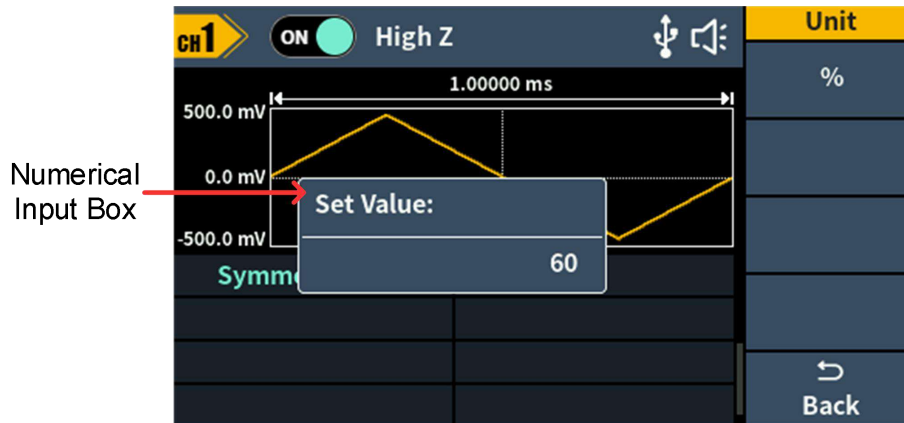 CH1
ON
High Z
Unit
%
1.00000 ms
500.0 mV
0.0 mV
-500.0 mV
Numerical
Input Box
Set Value:
60
Symm
Back